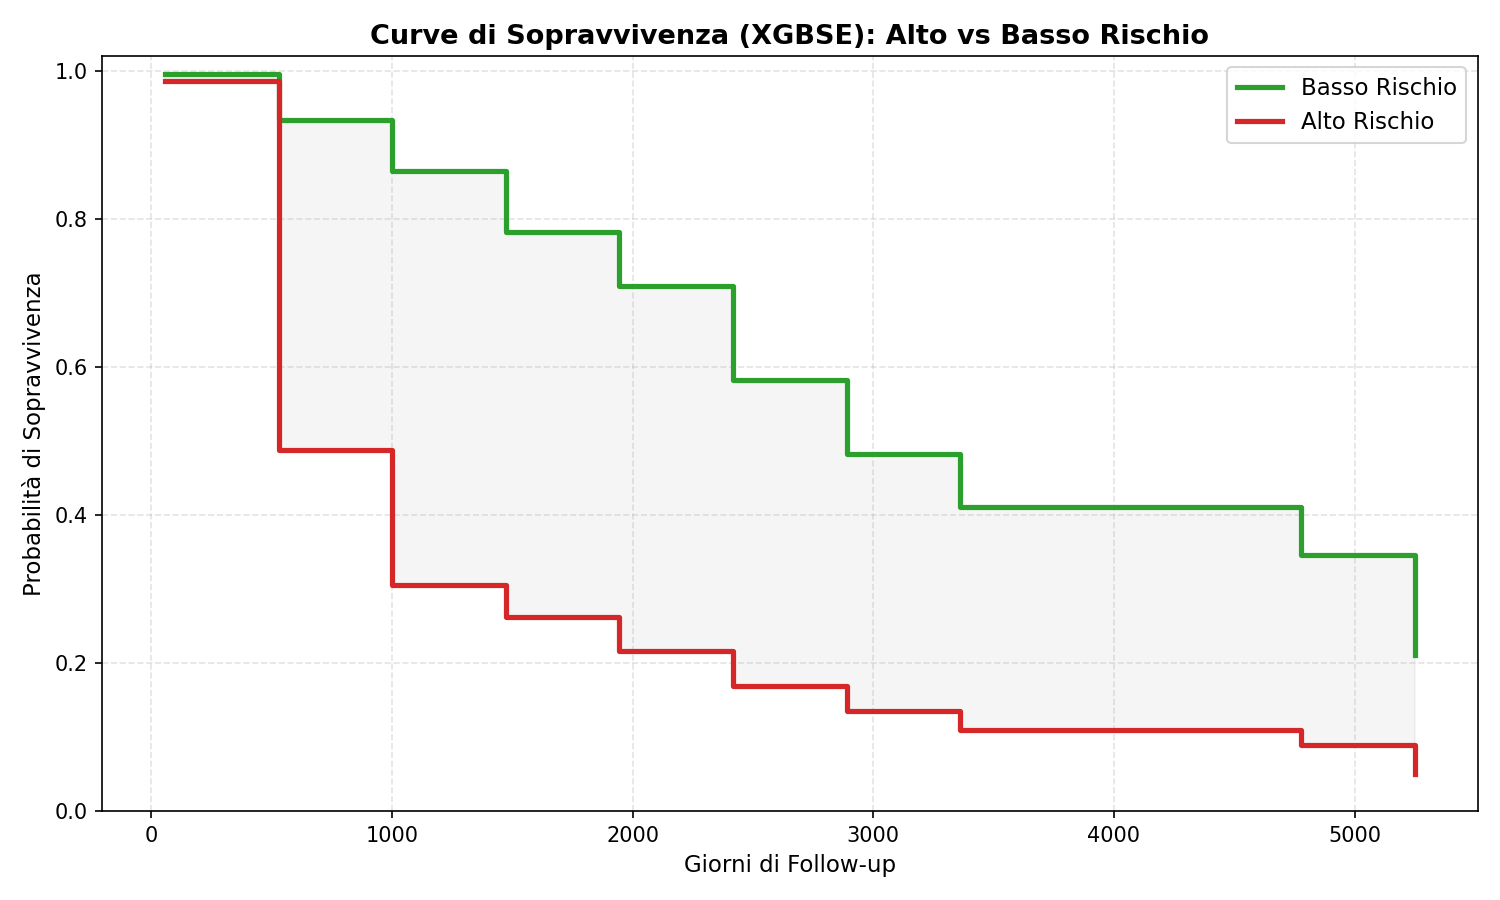 Curve di Sopravvivenza (XGBSE): Alto vs Basso Rischio
Basso Rischio
Alto Rischio
Probabilità di Sopravvivenza
1.0
0.8
0.6
0.4
0.2
0.0
0 1000 2000 3000 4000 5000
Giorni di Follow-up